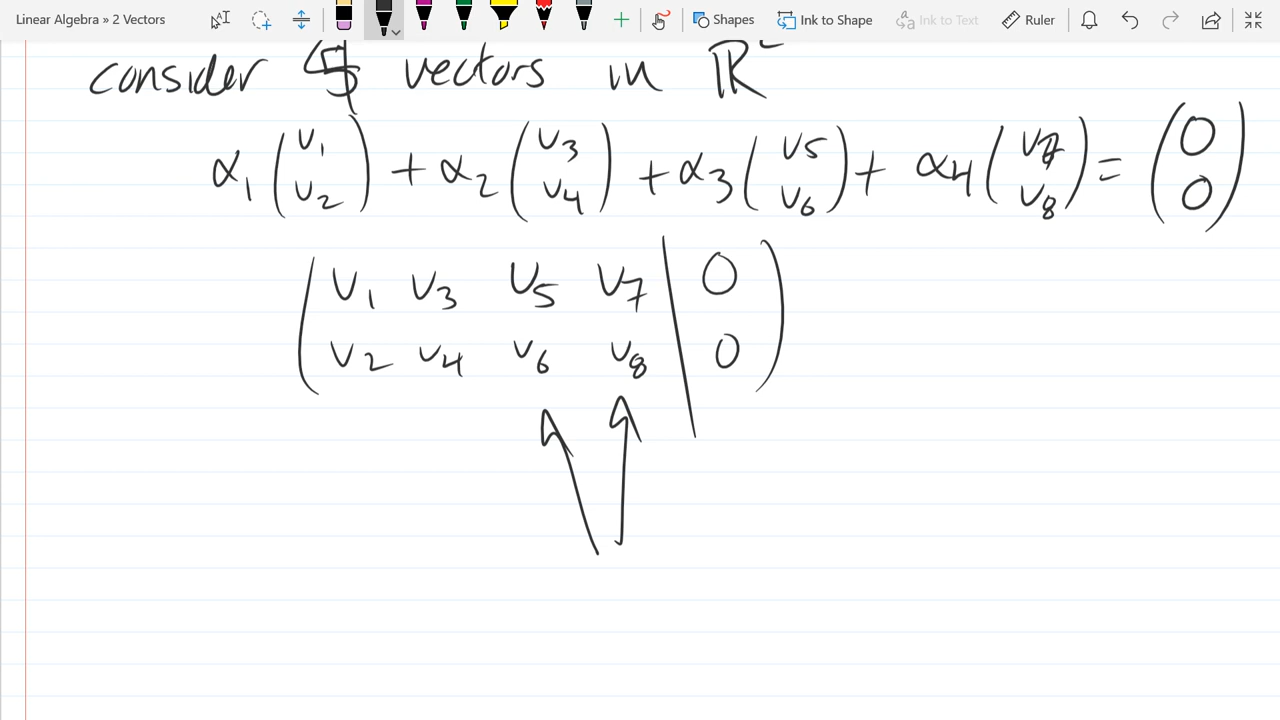 Linear Algebra » 2 Vectors Shapes Ink to Shape Ink to Text Ruler
consider 4 vectors in ℝ²
α₁(v₁ v₂) + α₂(v₃ v₄) + α₃(v₅ v₆) + α₄(v₇ v₈) = (0 0)
(v₁ v₃ v₅ v₇ | 0
v₂ v₄ v₆ v₈ | 0)